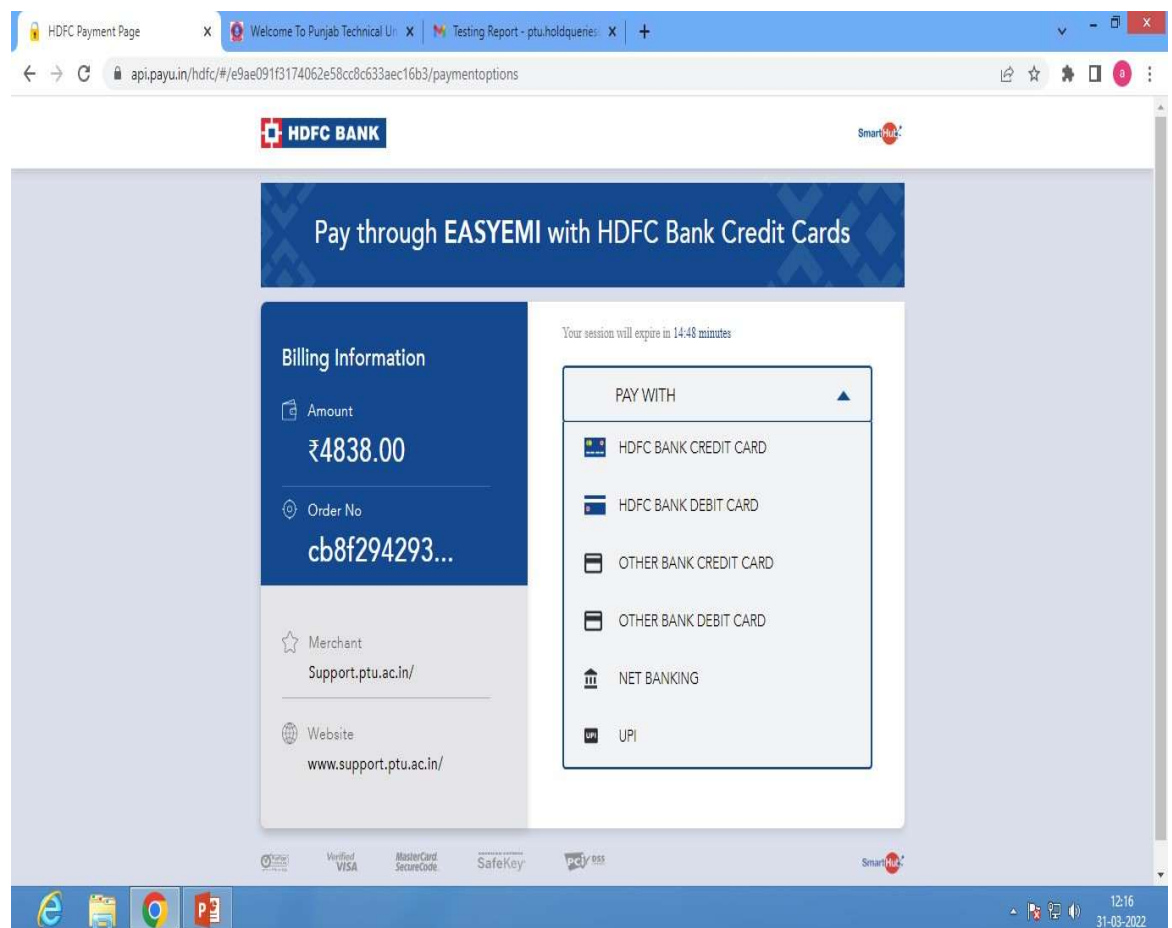 HDFC Payment Page
Welcome To Punjab Technical Un
Testing Report - ptu.holdqueries
api.payu.in/hdfc/#/e9ae091f3174062e58cc8c633aec16b3/paymentoptions
a
HDFC BANK
SmartHub
Pay through EASYEMI with HDFC Bank Credit Cards
Billing Information
Amount
₹4838.00
Order No
cb8f294293...
Merchant
Support.ptu.ac.in/
Website
www.support.ptu.ac.in/
Your session will expire in 14:48 minutes
PAY WITH
HDFC BANK CREDIT CARD
HDFC BANK DEBIT CARD
OTHER BANK CREDIT CARD
OTHER BANK DEBIT CARD
NET BANKING
UPI UPI
Verified VISA
MasterCard. SecureCode.
SafeKey
PCI DSS
SmartHub
12:16
31-03-2022